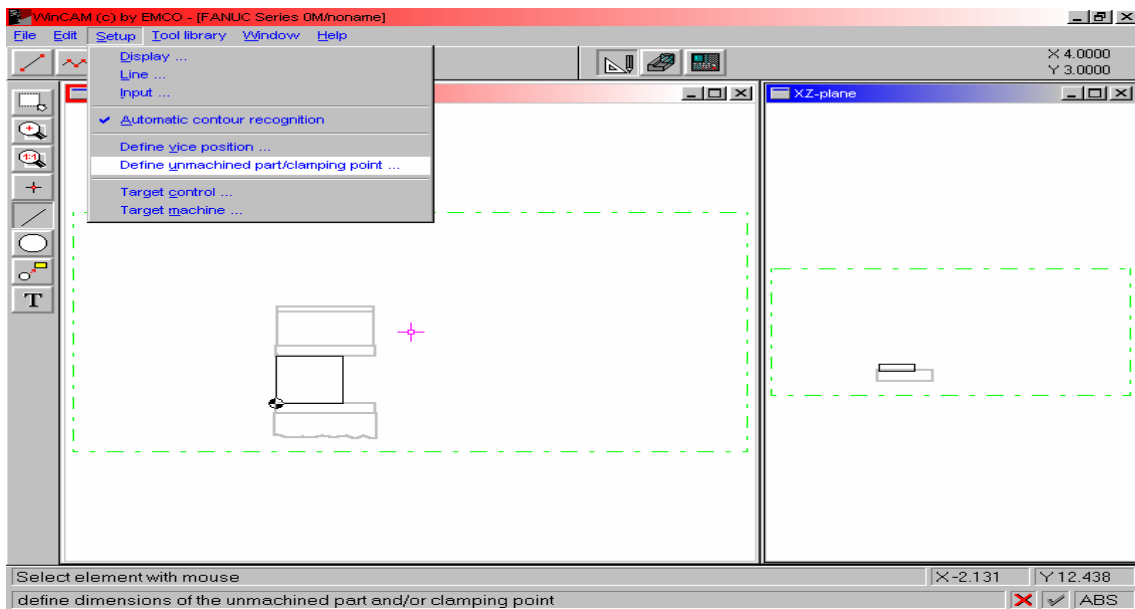 WinCAM (c) by EMCO - [FANUC Series 0M/noname]
File Edit Setup Tool library Window Help
X 4.0000
Y 3.0000
Display ...
Line ...
Input ...
Automatic contour recognition
Define vice position ...
Define unmachined part/clamping point ...
Target control ...
Target machine ...
XZ-plane
1:1
T
Select element with mouse X-2.131 Y 12.438
define dimensions of the unmachined part and/or clamping point ABS